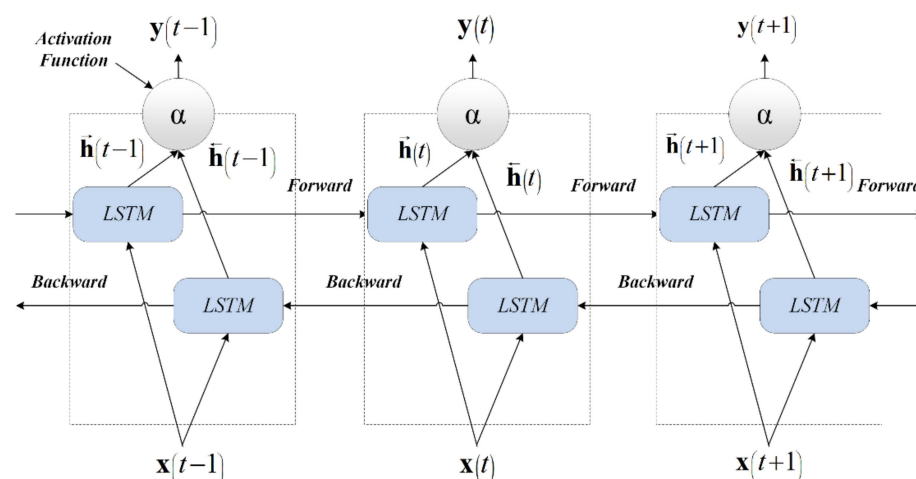 y(t−1)
y(t)
y(t+1)
Activation
Function
α
α
α
h⃗(t−1)
h⃖(t−1)
h⃗(t)
h⃖(t)
h⃗(t+1)
h⃖(t+1)
Forward
Forward
Forward
LSTM
LSTM
LSTM
Backward
Backward
Backward
LSTM
LSTM
LSTM
x(t−1)
x(t)
x(t+1)